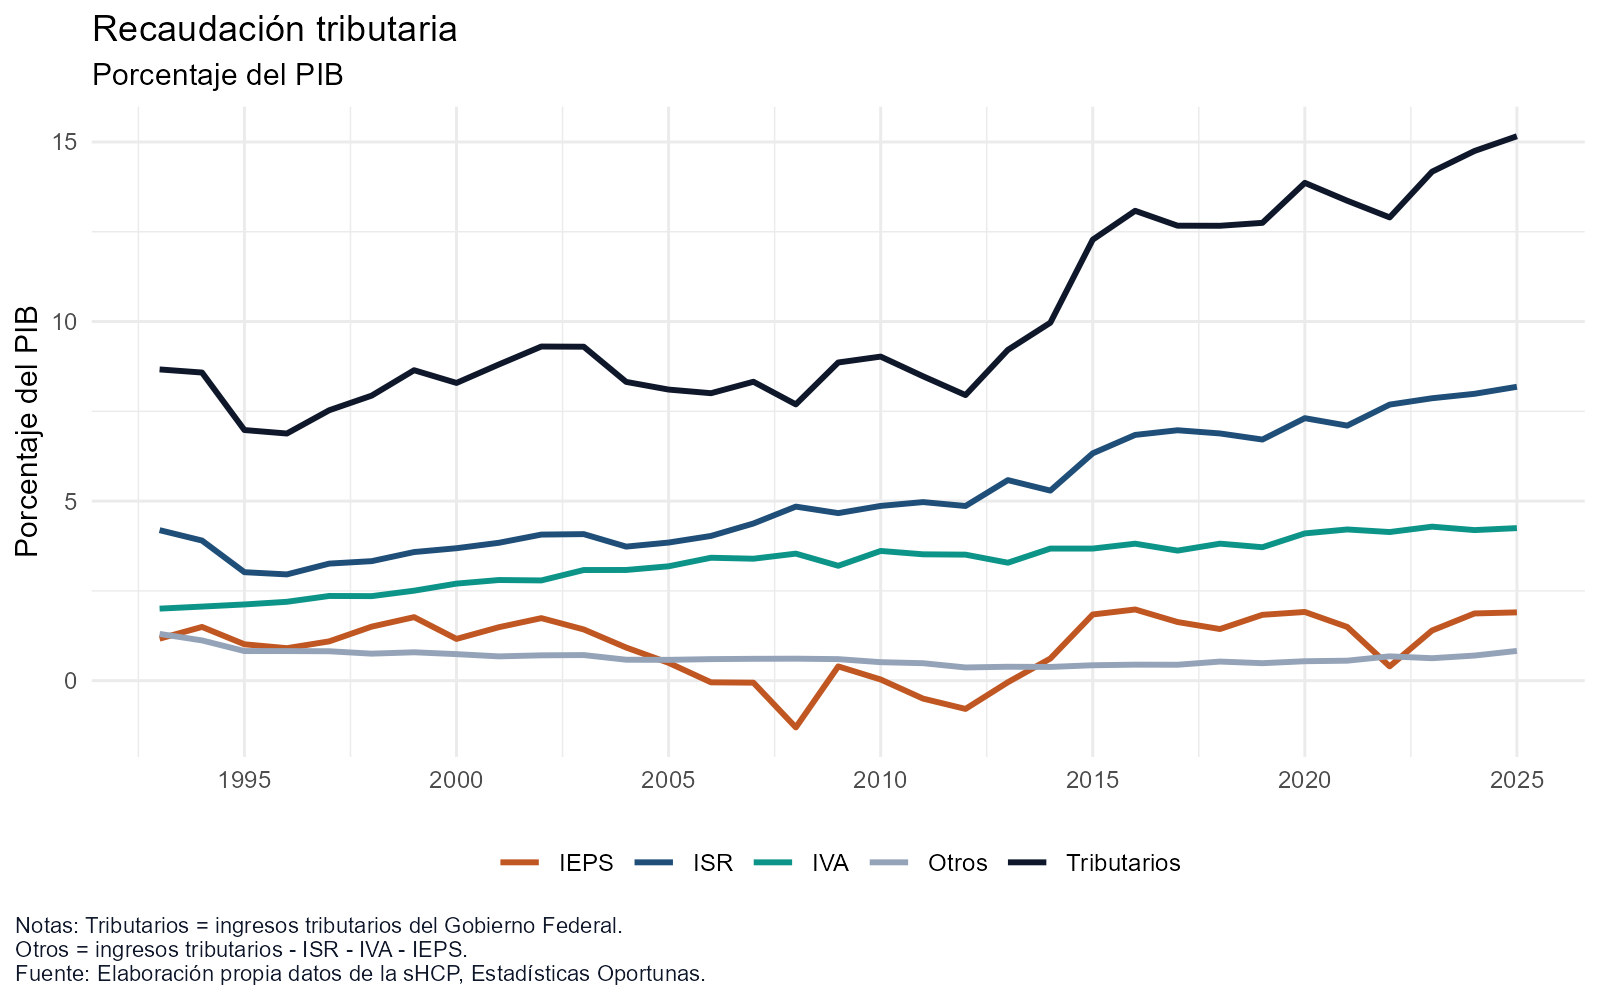 Recaudación tributaria
Porcentaje del PIB
Porcentaje del PIB
15
10
5
0
1995 2000 2005 2010 2015 2020 2025
IEPS ISR IVA Otros Tributarios
Notas: Tributarios = ingresos tributarios del Gobierno Federal.
Otros = ingresos tributarios - ISR - IVA - IEPS.
Fuente: Elaboración propia datos de la sHCP, Estadísticas Oportunas.